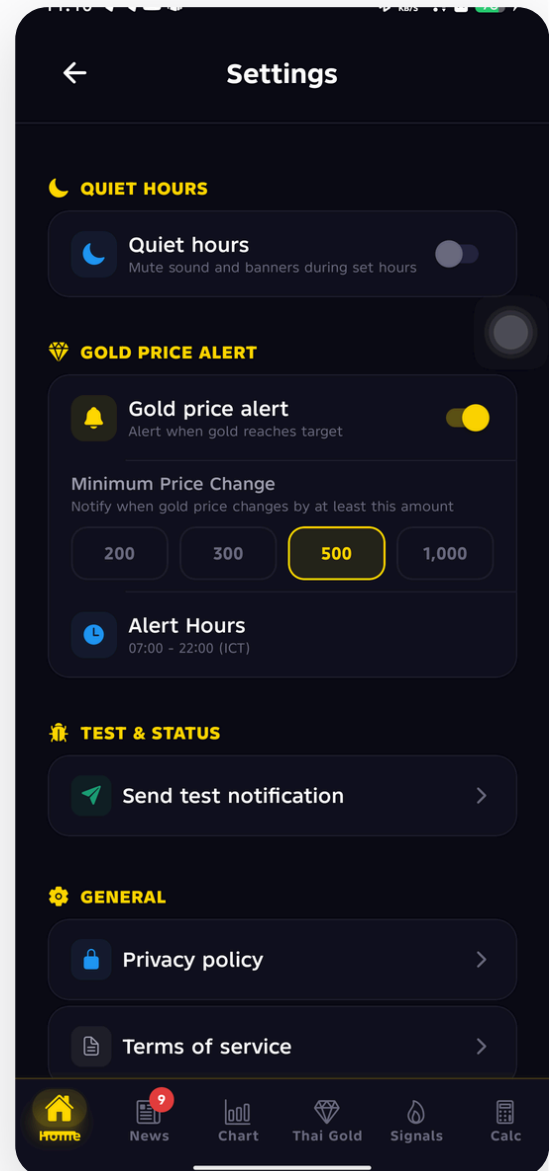 Settings
QUIET HOURS
Quiet hours
Mute sound and banners during set hours
GOLD PRICE ALERT
Gold price alert
Alert when gold reaches target
Minimum Price Change
Notify when gold price changes by at least this amount
200 300 500 1,000
Alert Hours
07:00 - 22:00 (ICT)
TEST & STATUS
Send test notification
GENERAL
Privacy policy
Terms of service
9
Home News Chart Thai Gold Signals Calc